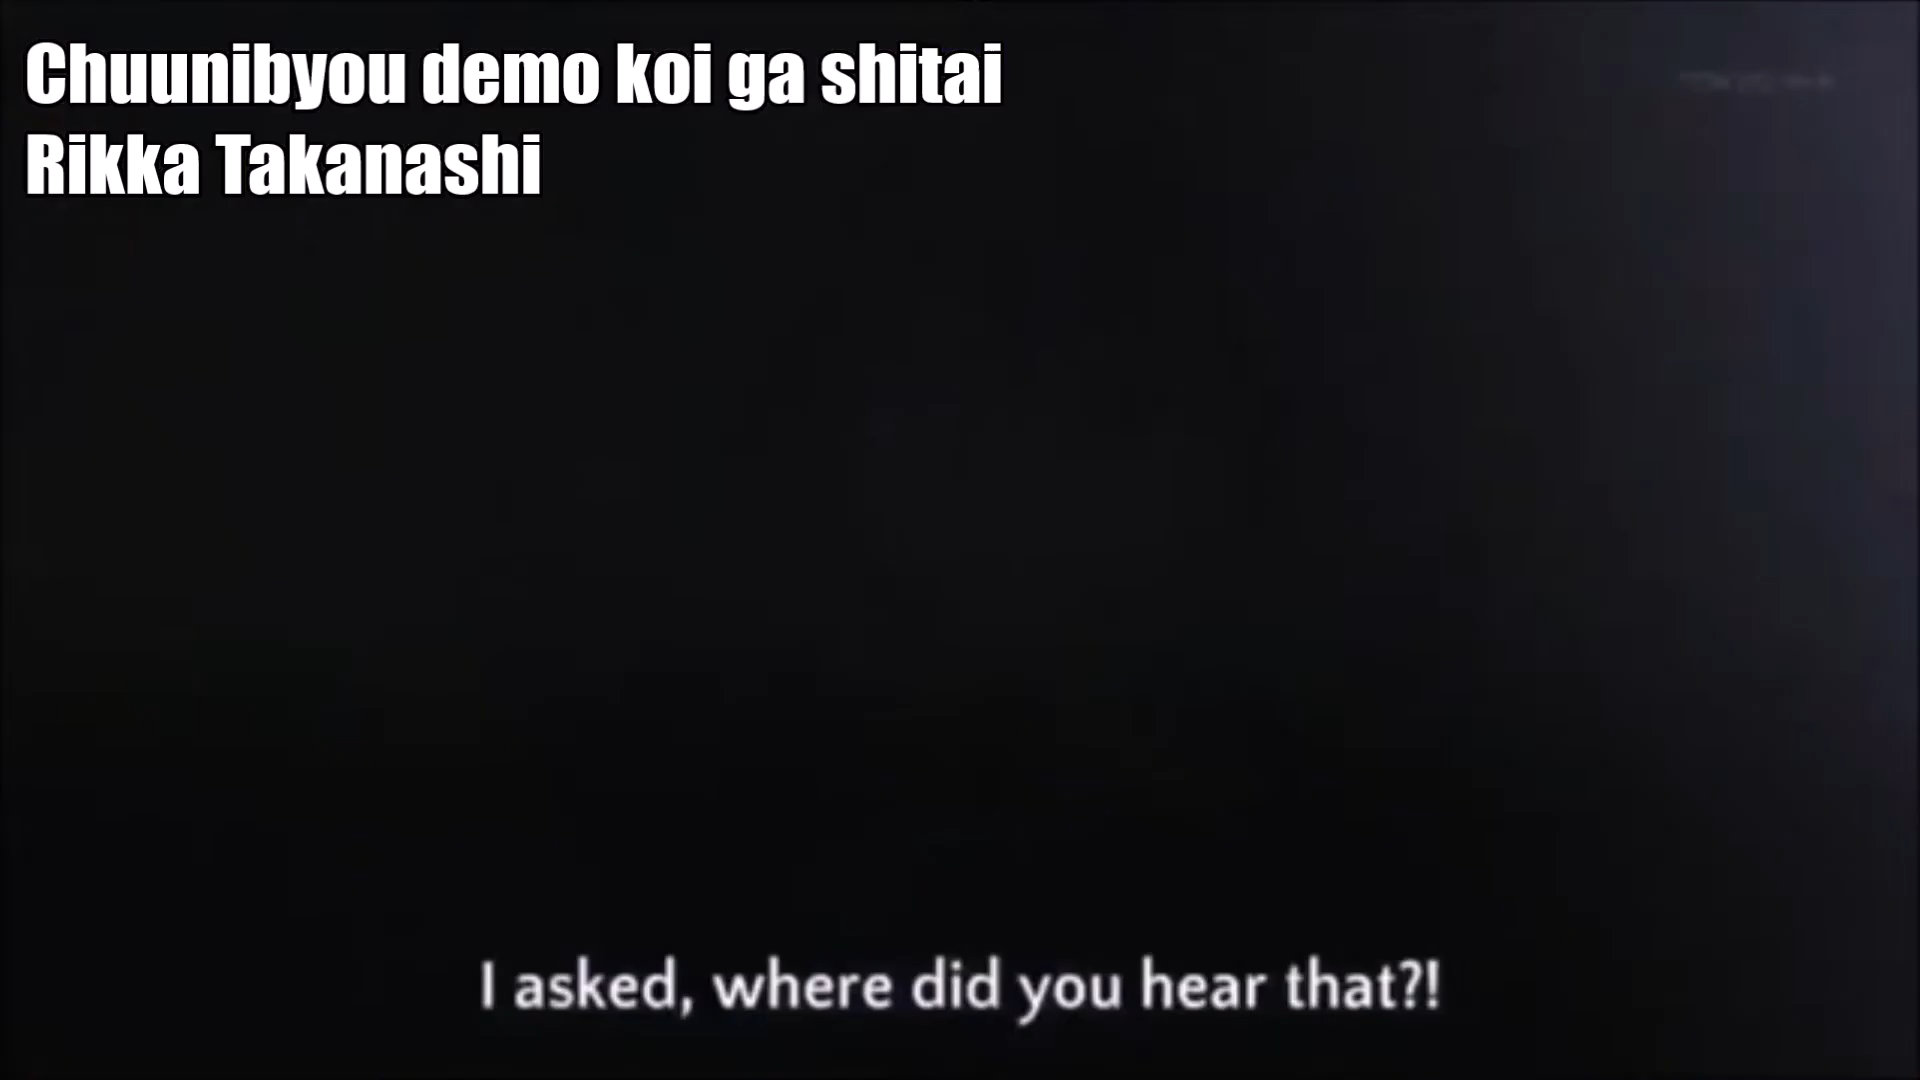 Chuunibyou demo koi ga shitai
Rikka Takanashi
I asked, where did you hear that?!